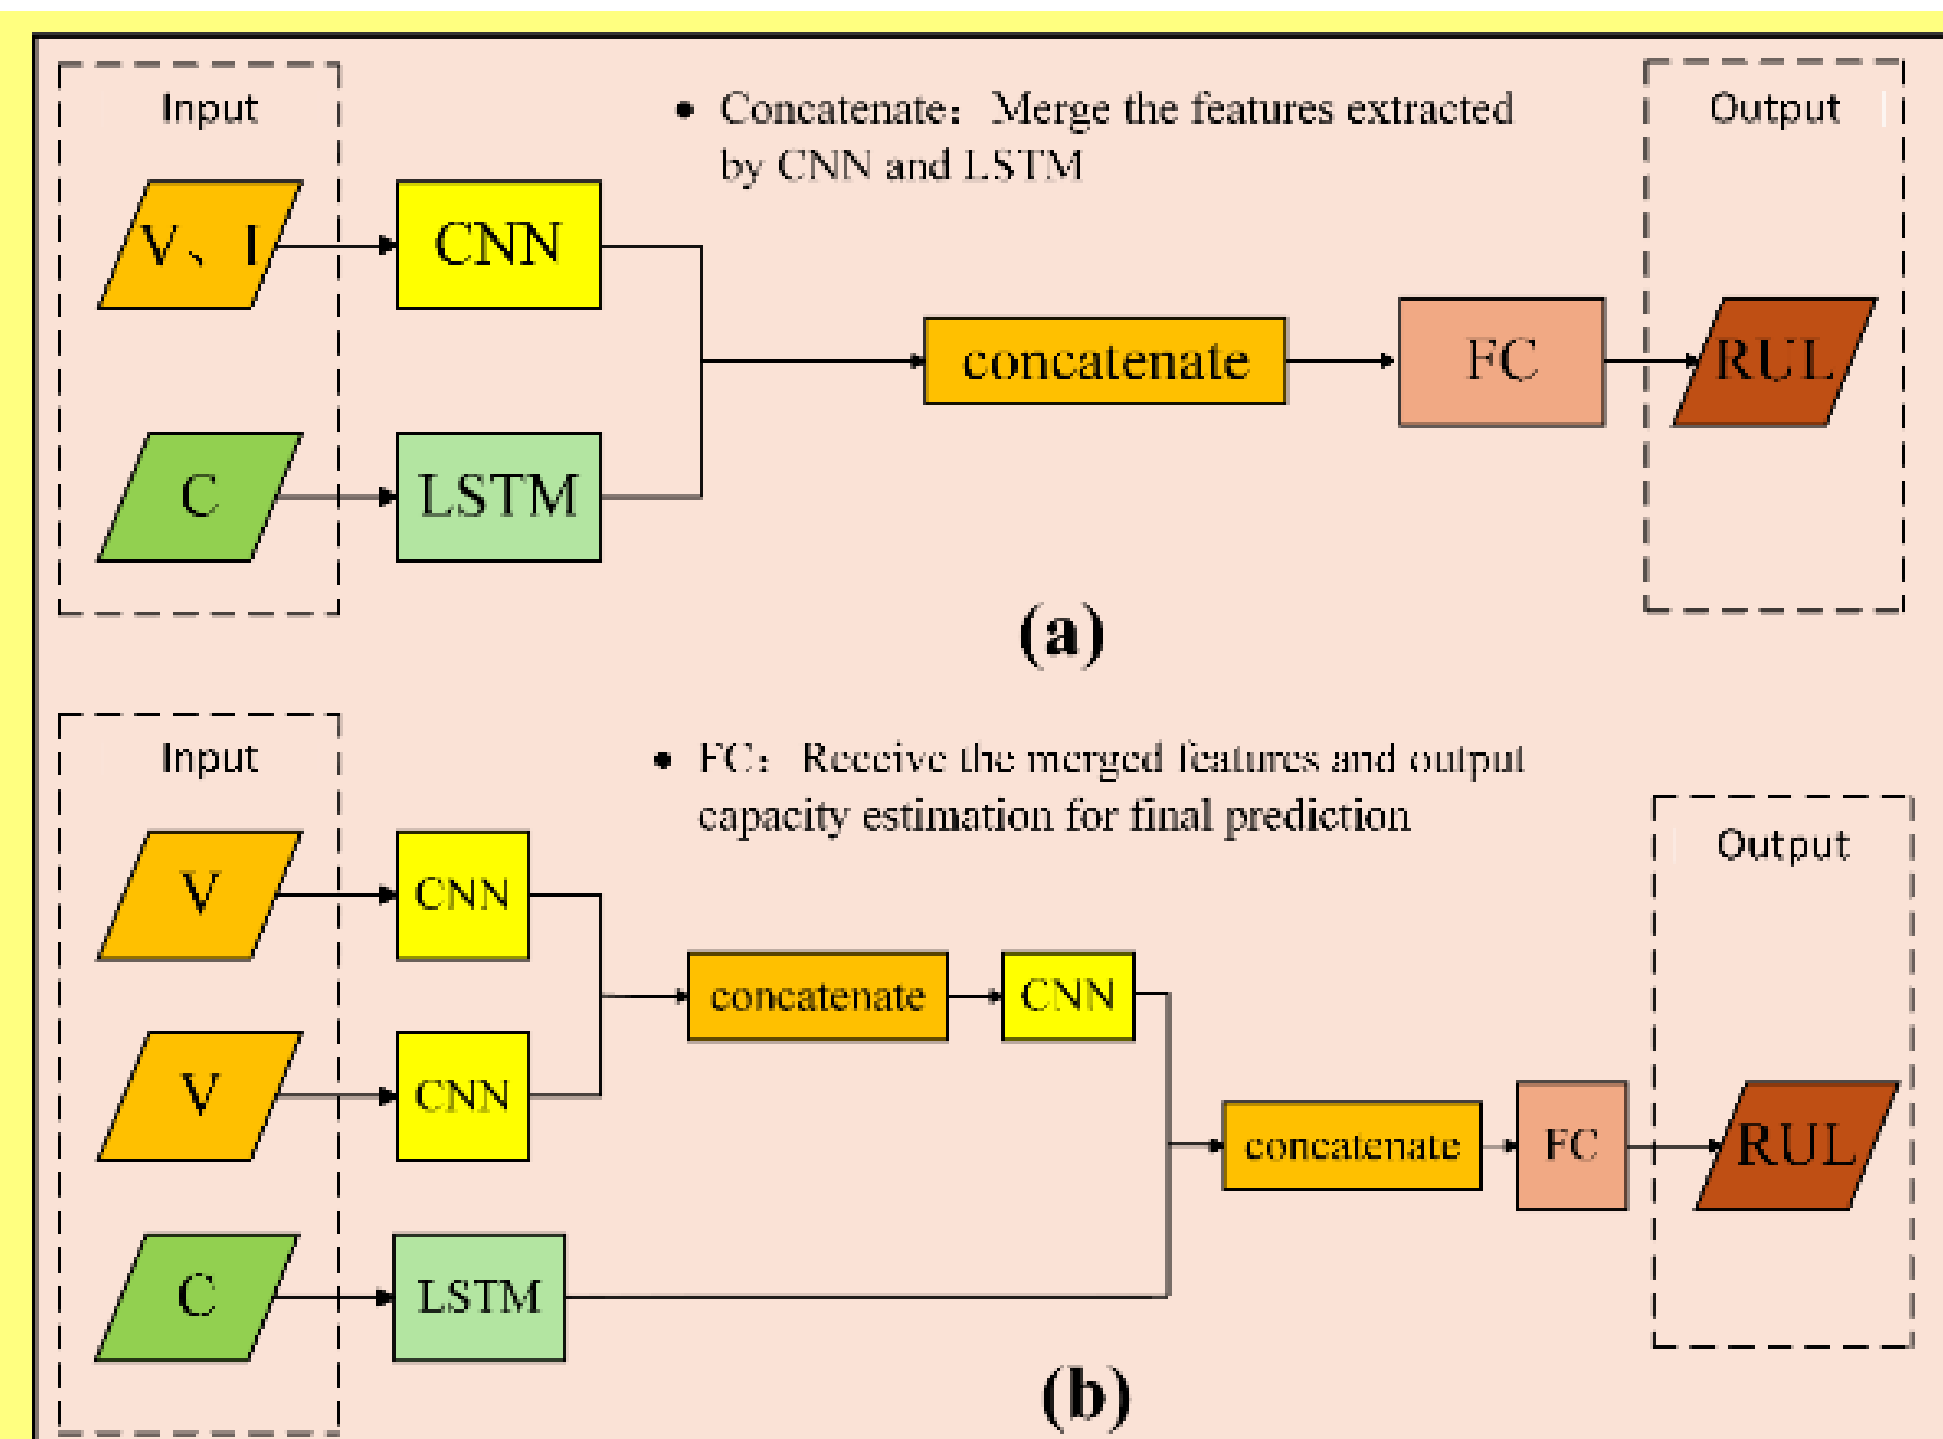 Input
• Concatenate：Merge the features extracted
by CNN and LSTM
Output
V、I
CNN
concatenate
FC
RUL
C
LSTM
(a)
Input
• FC：Receive the merged features and output
capacity estimation for final prediction
Output
V
CNN
concatenate
CNN
V
CNN
concatenate
FC
RUL
C
LSTM
(b)